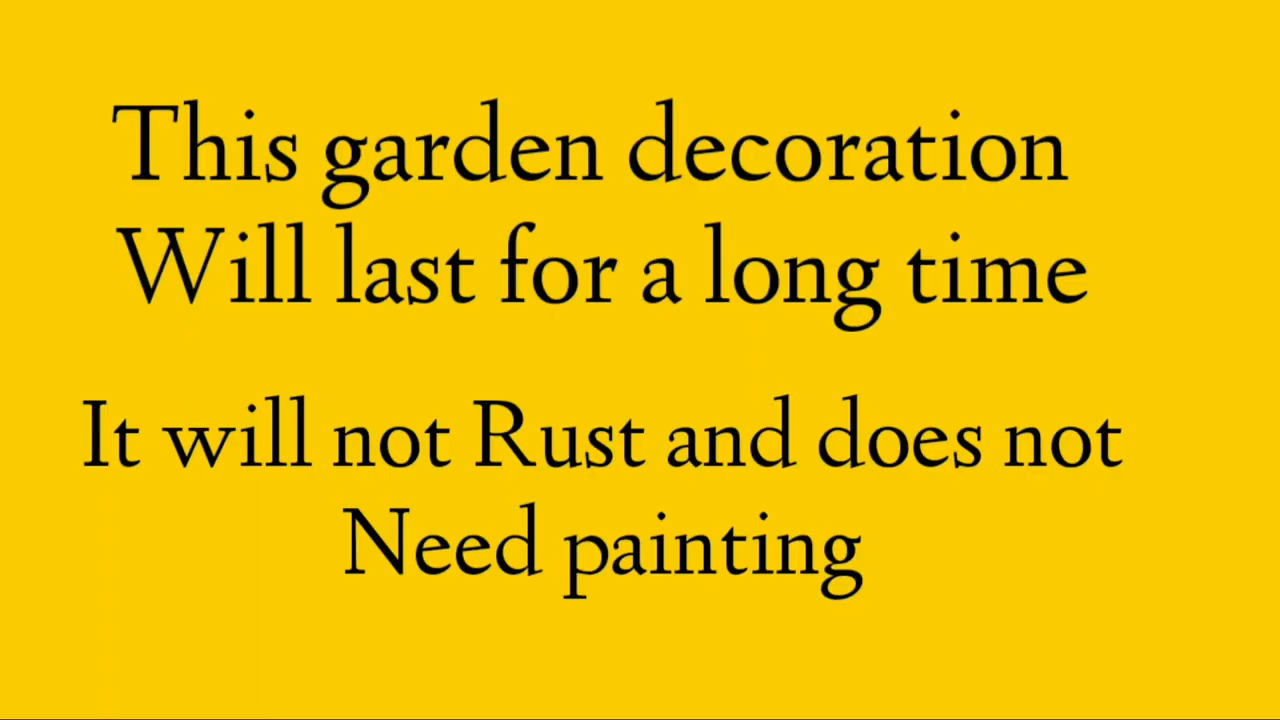 This garden decoration
Will last for a long time
It will not Rust and does not
Need painting